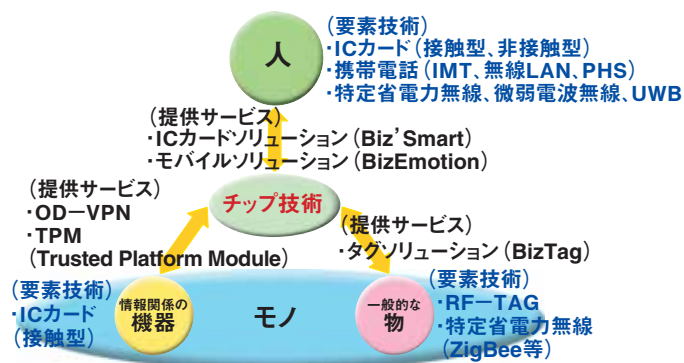 人
(要素技術)
・ICカード(接触型、非接触型)
・携帯電話(IMT、無線LAN、PHS)
・特定省電力無線、微弱電波無線、UWB
(提供サービス)
・ICカードソリューション(Biz'Smart)
・モバイルソリューション(BizEmotion)
チップ技術
(提供サービス)
・OD−VPN
・TPM
(Trusted Platform Module)
(提供サービス)
・タグソリューション(BizTag)
(要素技術)
・ICカード
(接触型)
情報関係の
機器
モノ
一般的な
物
(要素技術)
・RF−TAG
・特定省電力無線
(ZigBee等)